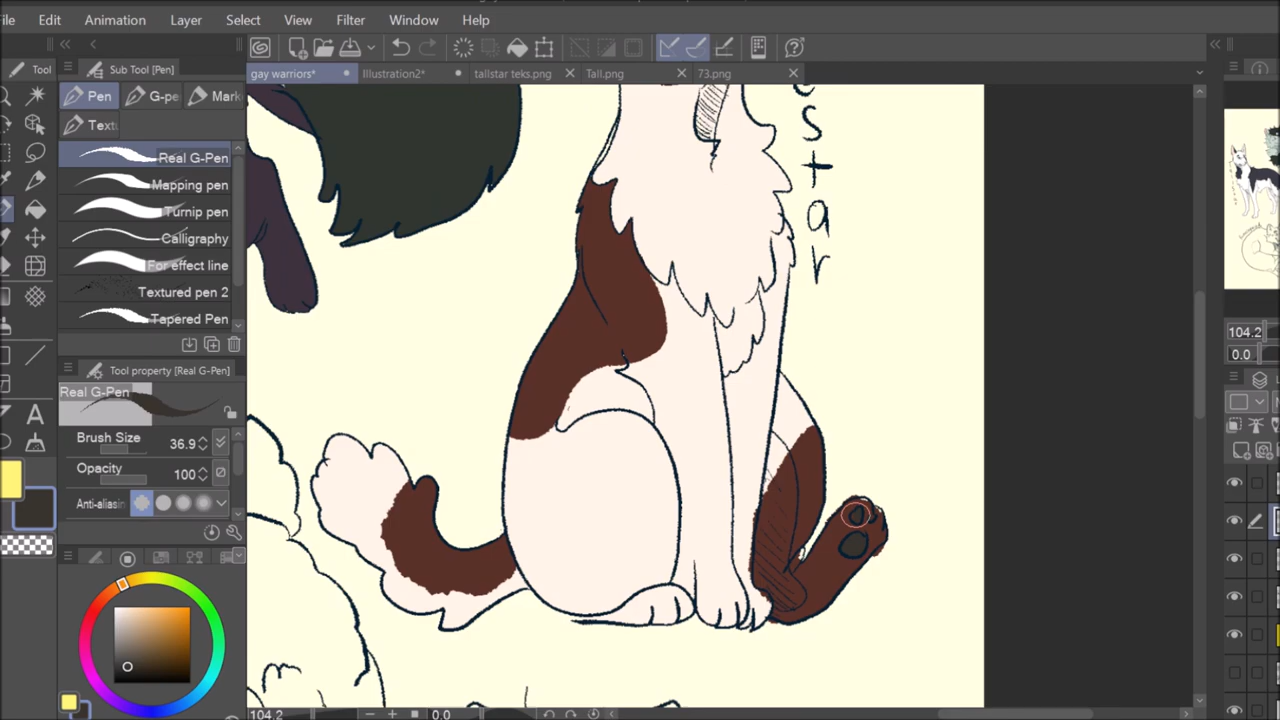 File Edit Animation Layer Select View Filter Window Help
Tool
Sub Tool [Pen]
gay warriors*
Illustration2*
tallstar teks.png
Tall.png
73.png
Pen
G-pe
Mark
Text
Real G-Pen
Mapping pen
Turnip pen
Calligraphy
For effect line
Textured pen 2
Tapered Pen
Tool property [Real G-Pen]
Real G-Pen
Brush Size 36.9
Opacity 100
Anti-aliasin
s
t
a
r
104.2
0.0
104.2
0.0